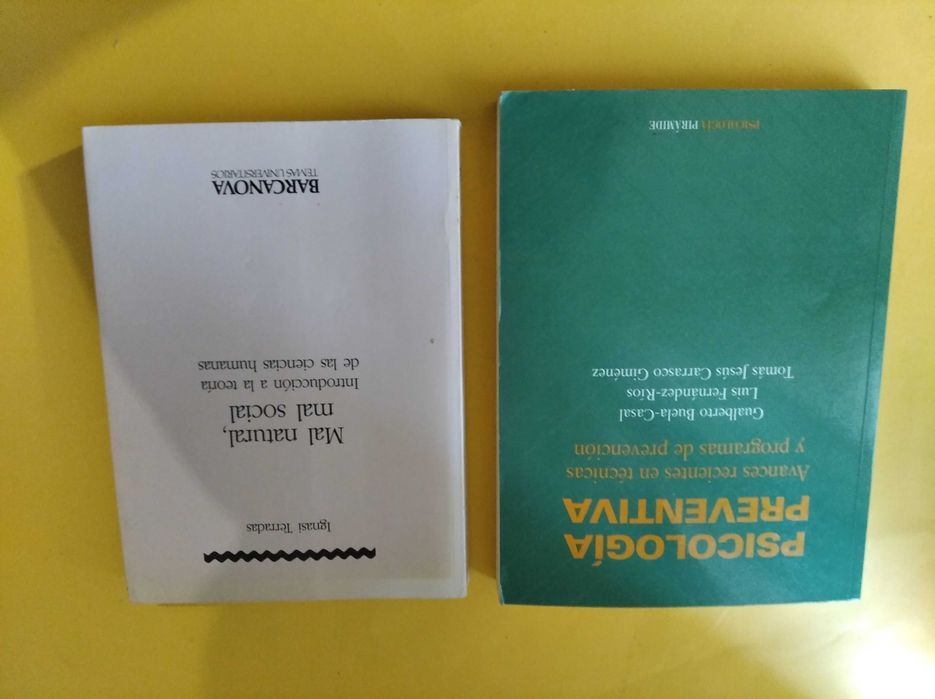 Ignasi Terradas
Mal natural,
mal social
Introducción a la teoría
de las ciencias humanas
BARCANOVA
TEMAS UNIVERSITARIOS
PSICOLOGÍA
PREVENTIVA
Avances recientes en técnicas
y programas de prevención
Gualberto Buela-Casal
Luis Fernández-Ríos
Tomás Jesús Carrasco Giménez
PSICOLOGÍA PIRÁMIDE